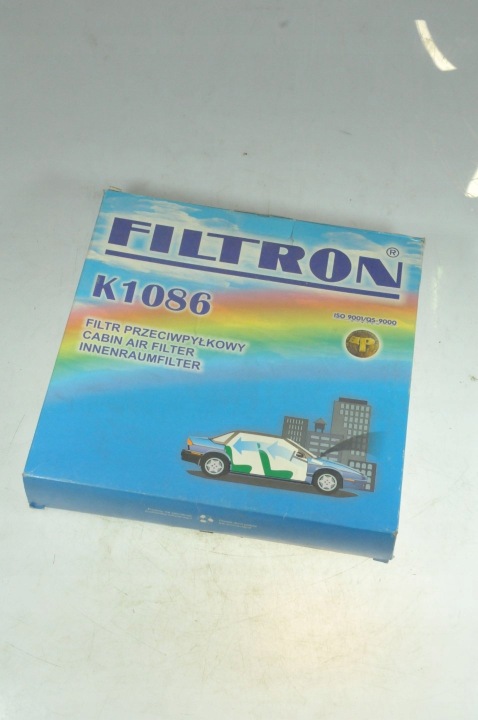 FILTRON®
K1086
ISO 9001/QS-9000
FILTR PRZECIWPYŁKOWY
CABIN AIR FILTER
INNENRAUMFILTER